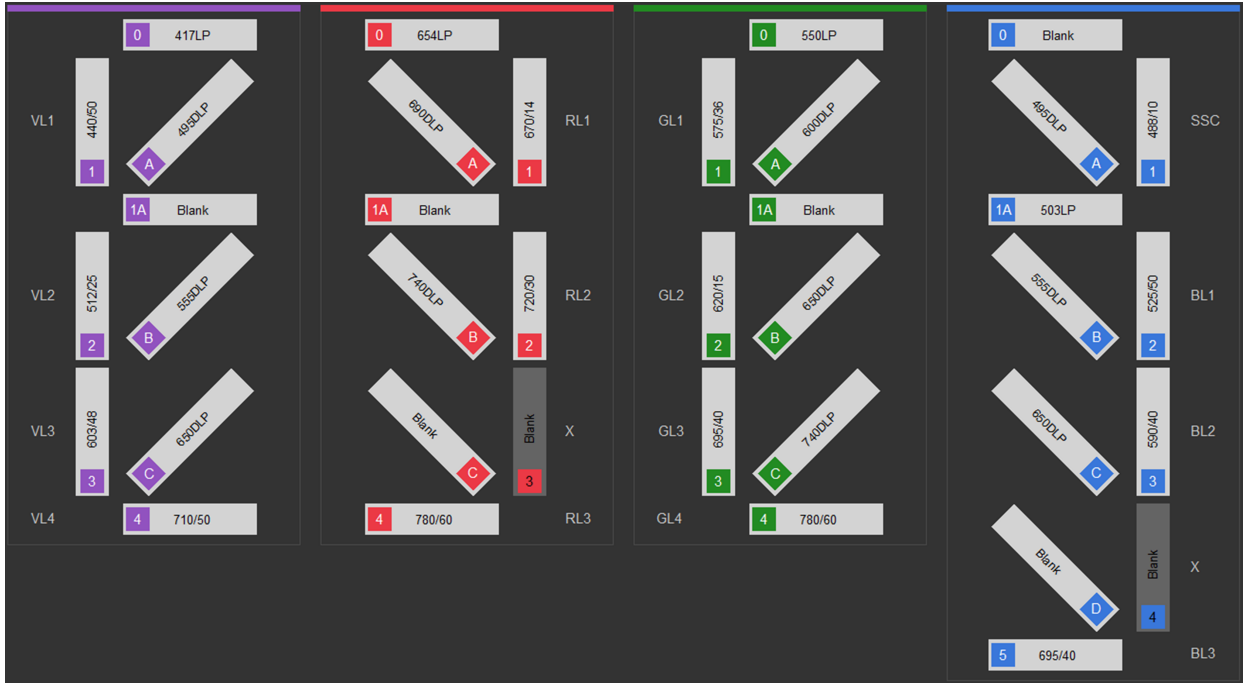 0 417LP
VL1 440/50 1 495DLP A
1A Blank
VL2 512/25 2 555DLP B
VL3 603/48 3 650DLP C
VL4 4 710/50
0 654LP
690DLP A 670/14 1 RL1
1A Blank
740DLP B 720/30 2 RL2
Blank C Blank 3 X
4 780/60 RL3
0 550LP
GL1 575/36 1 600DLP A
1A Blank
GL2 620/15 2 650DLP B
GL3 695/40 3 740DLP C
GL4 4 780/60
0 Blank
495DLP A 488/10 1 SSC
1A 503LP
555DLP B 525/50 2 BL1
650DLP C 590/40 3 BL2
Blank D Blank 4 X
5 695/40 BL3